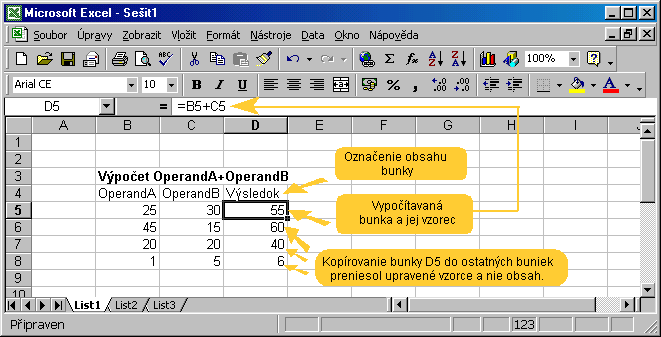 Microsoft Excel - Sešit1
Soubor Úpravy Zobrazit Vložit Formát Nástroje Data Okno Nápověda
100%
Arial CE 10 B I U
D5 = =B5+C5
A B C D E F G H I
1
2
3 Výpočet OperandA+OperandB
4 OperandA OperandB Výsledok
5 25 30 55
6 45 15 60
7 20 20 40
8 1 5 6
9
10
Označenie obsahu
bunky
Vypočítavaná
bunka a jej vzorec
Kopírovanie bunky D5 do ostatných buniek
preniesol upravené vzorce a nie obsah.
List1 List2 List3
Připraven 123